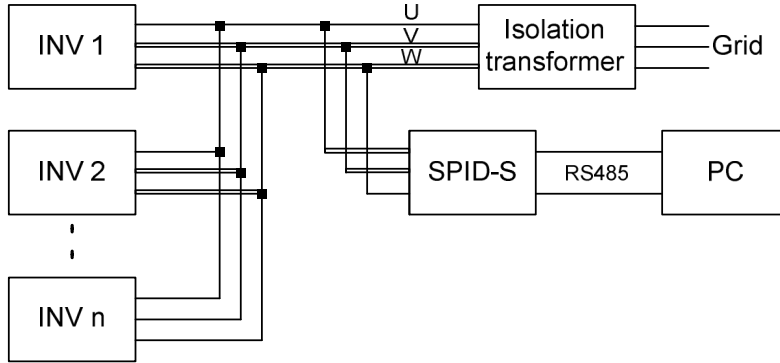 INV 1
U
V
W
Isolation
transformer
Grid
INV 2
SPID-S
RS485
PC
INV n